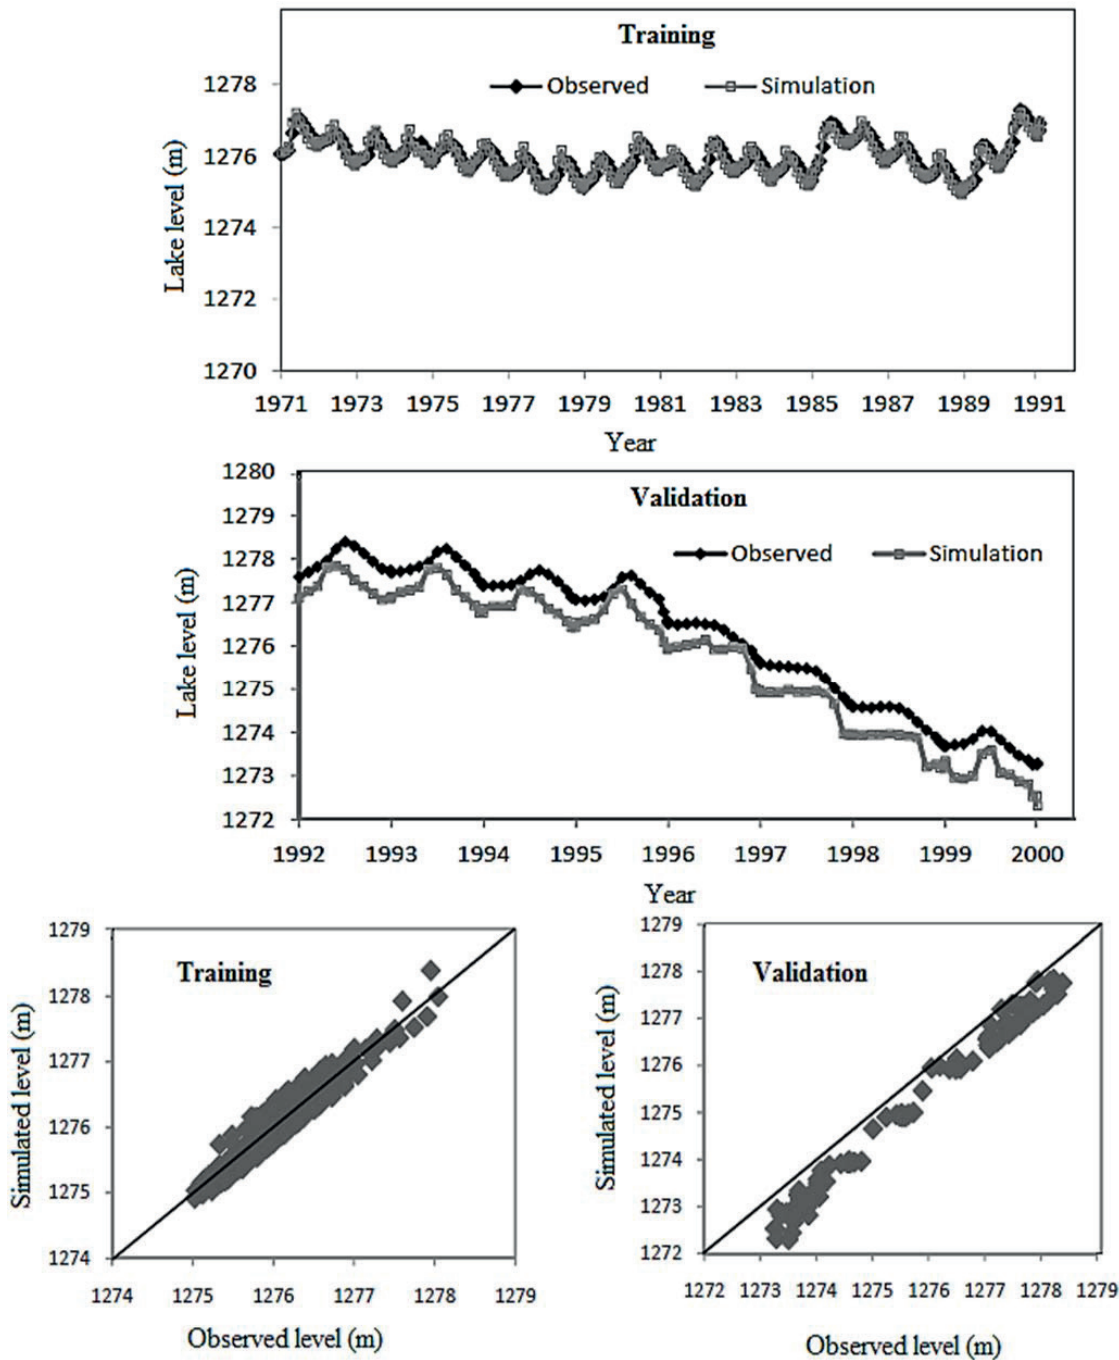 Training
Observed Simulation
1278
1276
1274
1272
1270
Lake level (m)
1971 1973 1975 1977 1979 1981 1983 1985 1987 1989 1991
Year
Validation
Observed Simulation
1280
1279
1278
1277
1276
1275
1274
1273
1272
Lake level (m)
1992 1993 1994 1995 1996 1997 1998 1999 2000
Year
Training
1279
1278
1277
1276
1275
1274
Simulated level (m)
1274 1275 1276 1277 1278 1279
Observed level (m)
Validation
1279
1278
1277
1276
1275
1274
1273
1272
Simulated level (m)
1272 1273 1274 1275 1276 1277 1278 1279
Observed level (m)